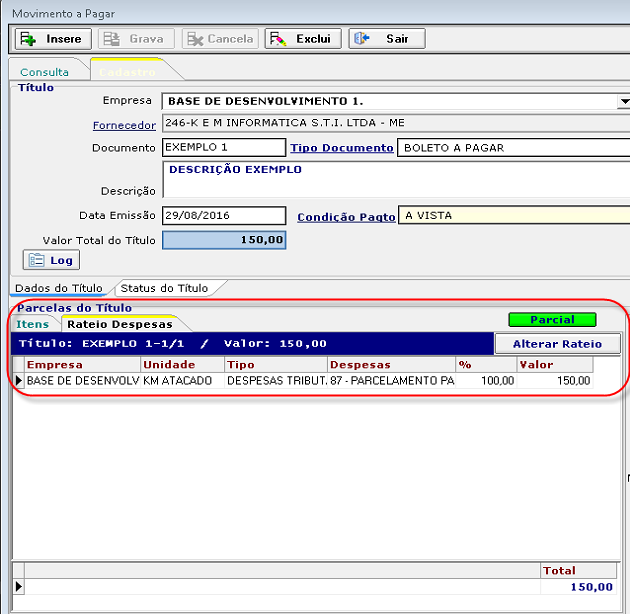 Movimento a Pagar
Insere Grava Cancela Exclui Sair
Consulta Cadastro
Título
Empresa BASE DE DESENVOLVIMENTO 1.
Fornecedor 246-K E M INFORMATICA S.T.I. LTDA - ME
Documento EXEMPLO 1 Tipo Documento BOLETO A PAGAR
DESCRIÇÃO EXEMPLO
Descrição
Data Emissão 29/08/2016 Condição Pagto A VISTA
Valor Total do Título 150,00
Log
Dados do Título Status do Título
Parcelas do Título
Itens Rateio Despesas Parcial
Título: EXEMPLO 1-1/1 / Valor: 150,00 Alterar Rateio
Empresa Unidade Tipo Despesas % Valor
BASE DE DESENVOLV KM ATACADO DESPESAS TRIBUT. 87 - PARCELAMENTO PA 100,00 150,00
Total
150,00